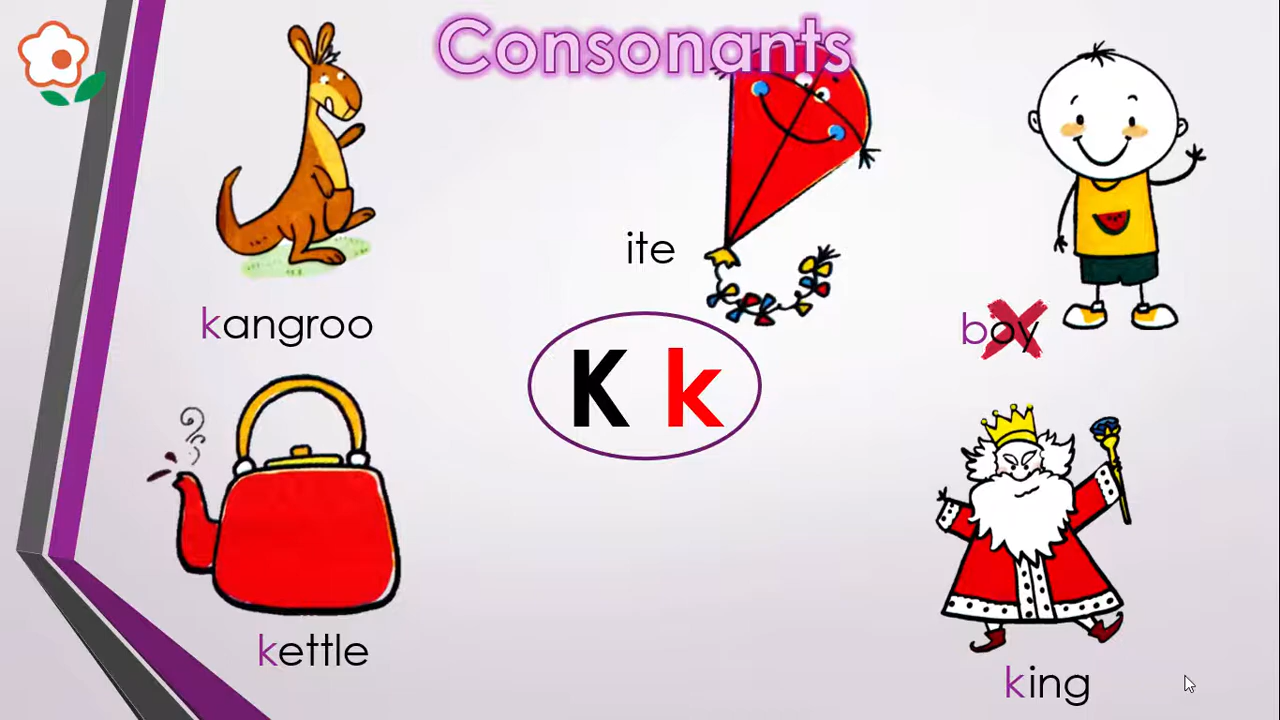 Consonants
ite
kangroo
boy
K k
kettle
king